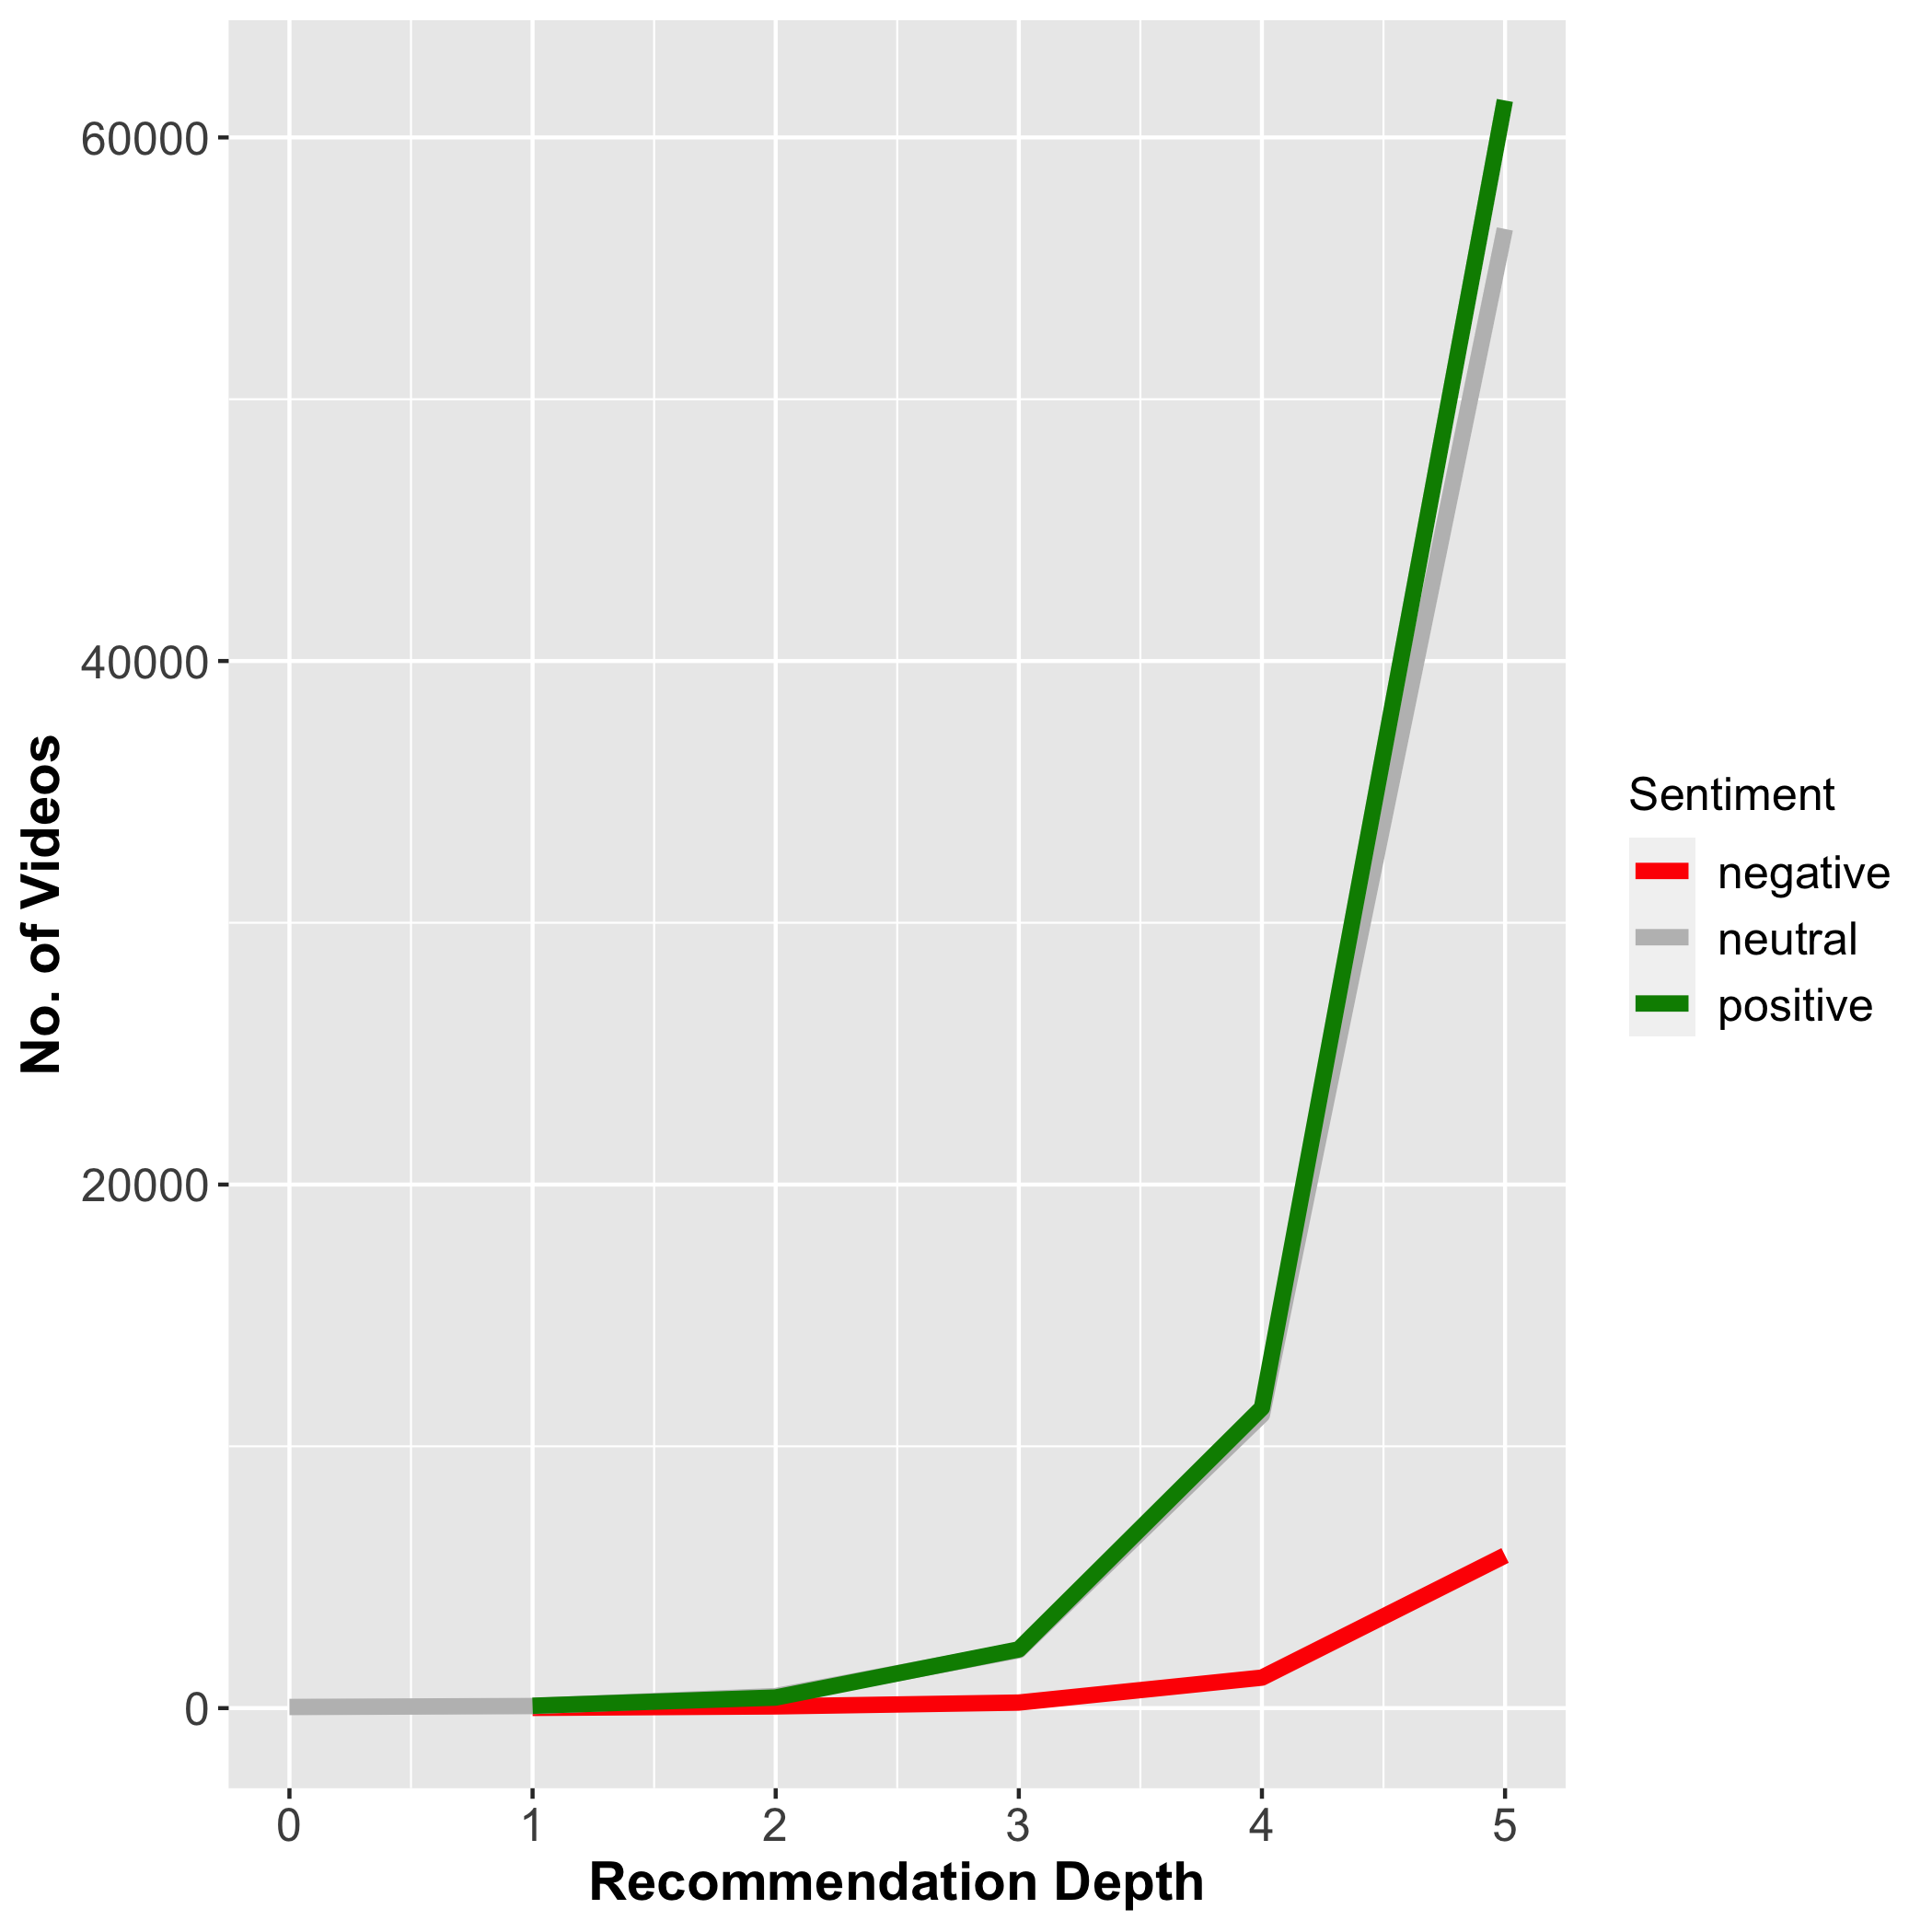 No. of Videos
60000
40000
20000
0
0 1 2 3 4 5
Recommendation Depth
Sentiment
negative
neutral
positive